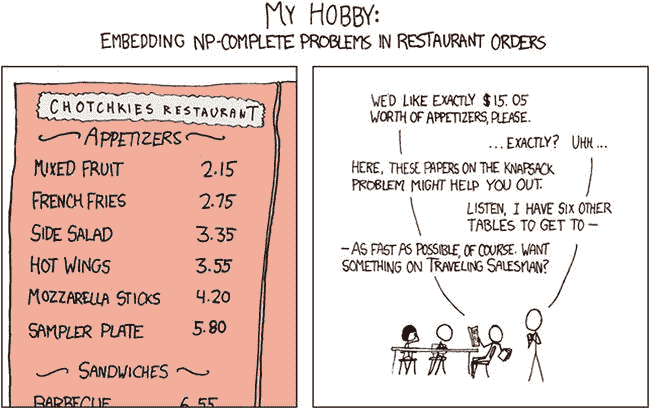 MY HOBBY:
EMBEDDING NP-COMPLETE PROBLEMS IN RESTAURANT ORDERS
CHOTCHKIES RESTAURANT
APPETIZERS
MIXED FRUIT 2.15
FRENCH FRIES 2.75
SIDE SALAD 3.35
HOT WINGS 3.55
MOZZARELLA STICKS 4.20
SAMPLER PLATE 5.80
SANDWICHES
BARBECUE 6.55
WE'D LIKE EXACTLY $15.05
WORTH OF APPETIZERS, PLEASE.
...EXACTLY? UHH...
HERE, THESE PAPERS ON THE KNAPSACK
PROBLEM MIGHT HELP YOU OUT.
LISTEN, I HAVE SIX OTHER
TABLES TO GET TO —
—AS FAST AS POSSIBLE, OF COURSE. WANT
SOMETHING ON TRAVELING SALESMAN?